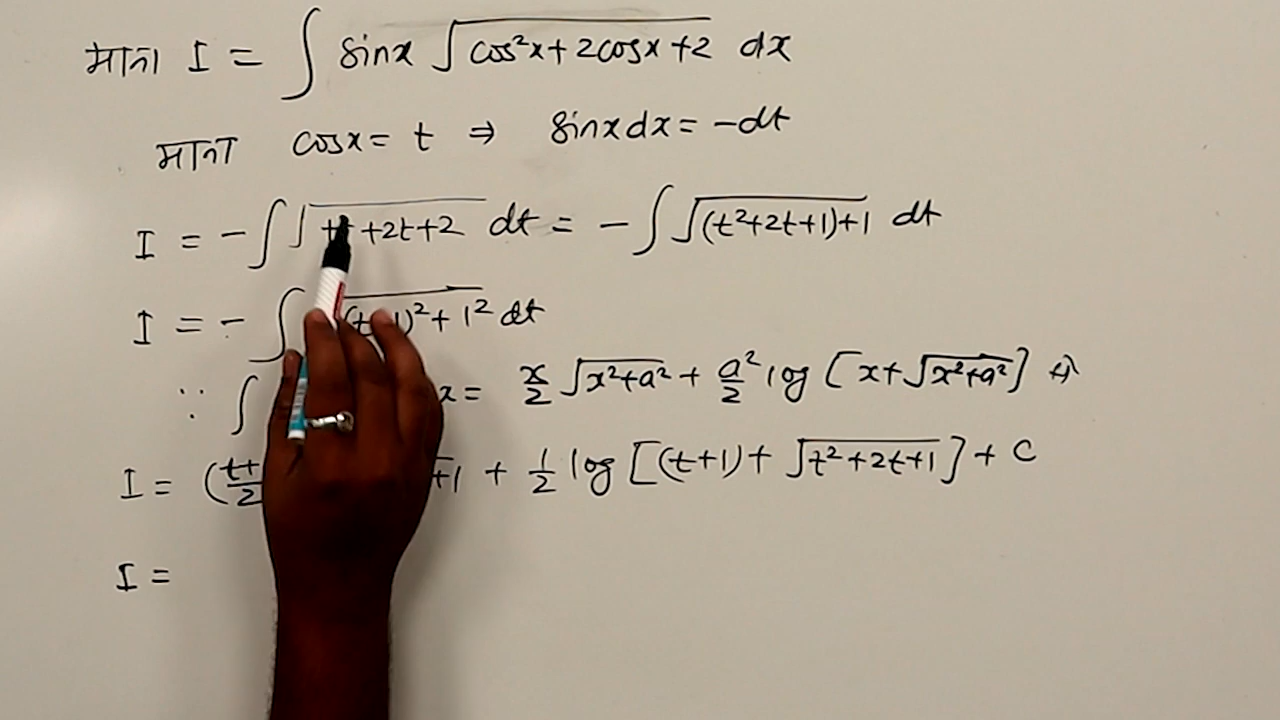 माना I = ∫ sinx √(cos²x + 2cosx + 2) dx
माना cosx = t ⇒ sinx dx = -dt
I = -∫ √( +2t+2) dt = -∫ √((t²+2t+1)+1) dt
I = -∫ )² + 1² dt
∵ ∫ x = x/2 √(x²+a²) + a²/2 log [x+√(x²+a²)]
I = (t+ /2 +1 + 1/2 log [(t+1) + √(t²+2t+1)] + C
I =